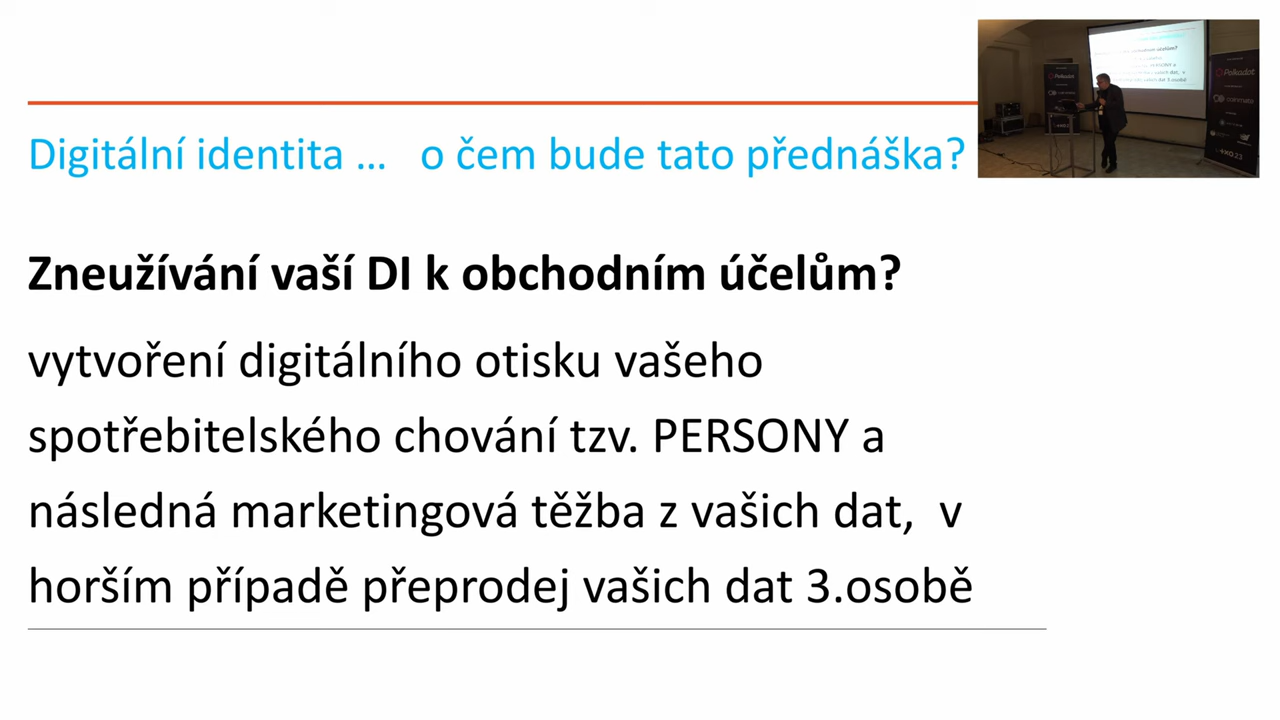 Digitální identita ... o čem bude tato přednáška?
Zneužívání vaší DI k obchodním účelům?
vytvoření digitálního otisku vašeho
spotřebitelského chování tzv. PERSONY a
následná marketingová těžba z vašich dat, v
horším případě přeprodej vašich dat 3.osobě
Polkadot